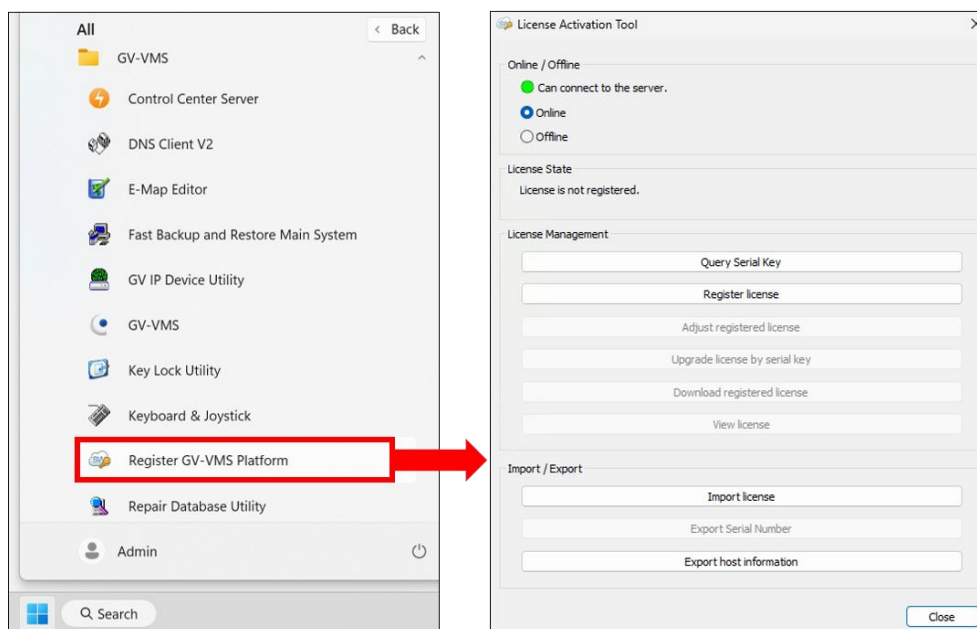 All
Back
GV-VMS
Control Center Server
DNS Client V2
E-Map Editor
Fast Backup and Restore Main System
GV IP Device Utility
GV-VMS
Key Lock Utility
Keyboard & Joystick
Register GV-VMS Platform
Repair Database Utility
Admin
Search
License Activation Tool
Online / Offline
Can connect to the server.
Online
Offline
License State
License is not registered.
License Management
Query Serial Key
Register license
Adjust registered license
Upgrade license by serial key
Download registered license
View license
Import / Export
Import license
Export Serial Number
Export host information
Close